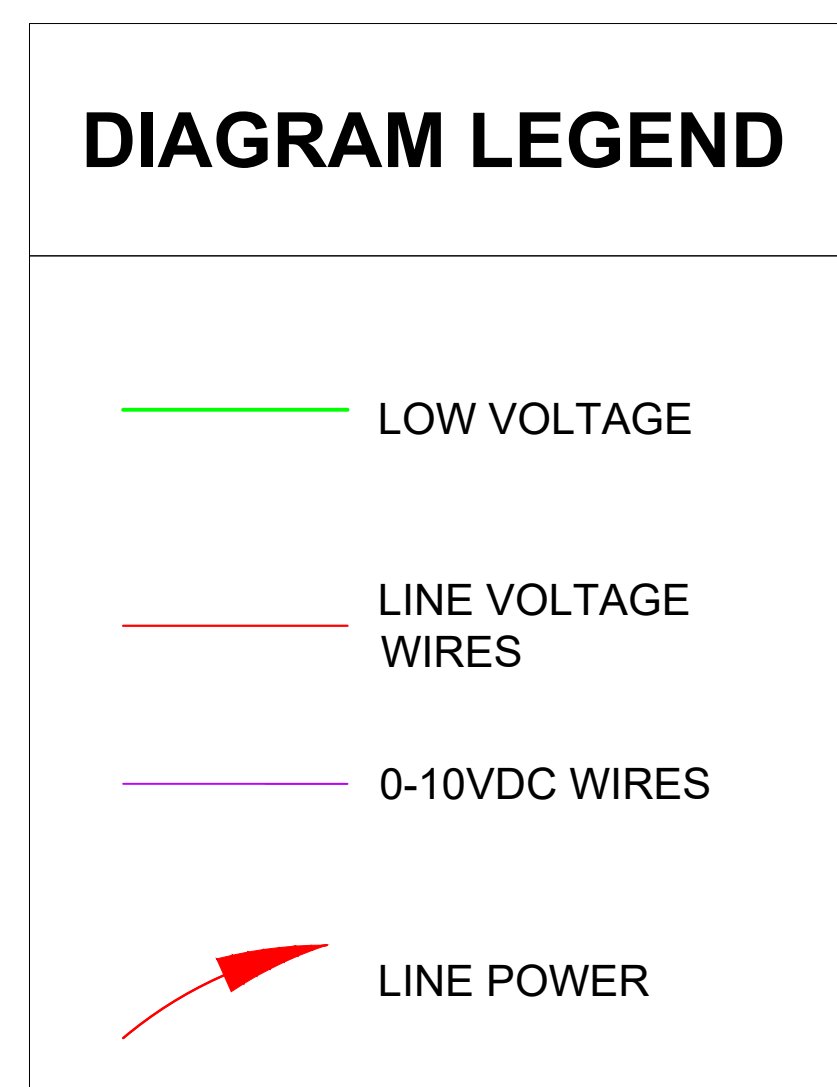 DIAGRAM LEGEND
LOW VOLTAGE
LINE VOLTAGE
WIRES
0-10VDC WIRES
LINE POWER